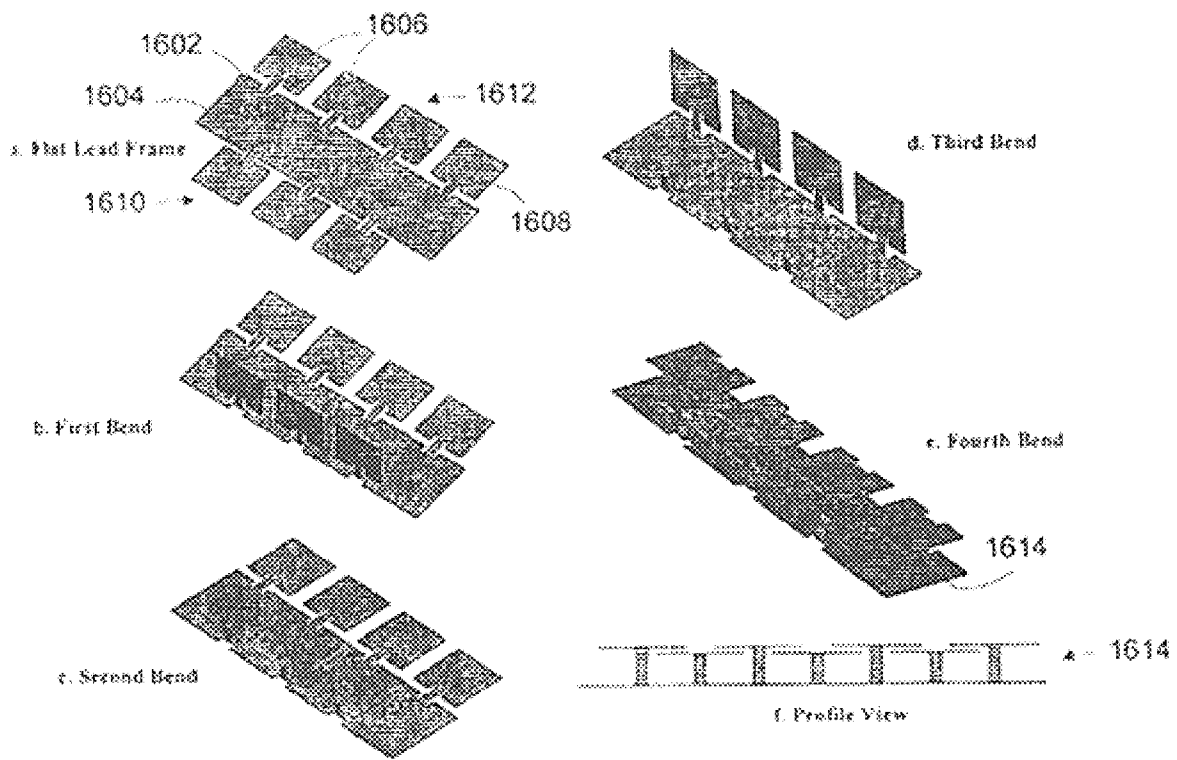 1602
1606
1604
1612
a. Flat Lead Frame
1610
1608
d. Third Bend
b. First Bend
e. Fourth Bend
1614
c. Second Bend
1614
f. Profile View